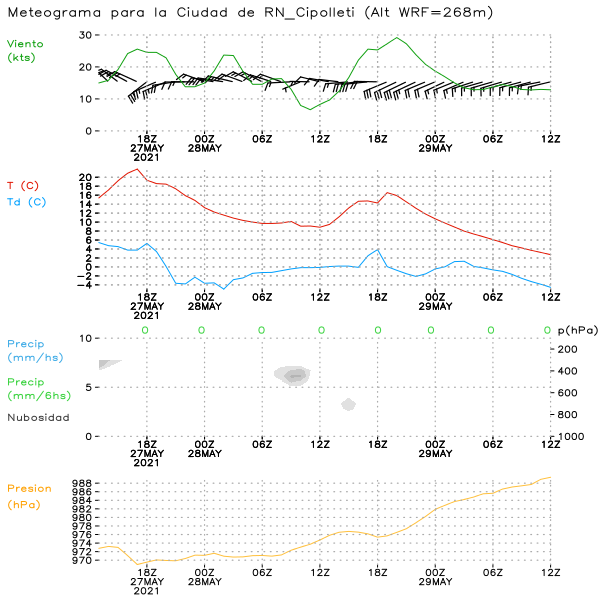 Meteograma para la Ciudad de RN_Cipolleti (Alt WRF=268m)
Viento
(kts)
30
20
10
0
18Z 00Z 06Z 12Z 18Z 00Z 06Z 12Z
27MAY 28MAY 29MAY
2021
T (C)
Td (C)
20
18
16
14
12
10
8
6
4
2
0
-2
-4
18Z 00Z 06Z 12Z 18Z 00Z 06Z 12Z
27MAY 28MAY 29MAY
2021
0 0 0 0 0 0 0 0
p(hPa)
Precip
(mm/hs)
Precip
(mm/6hs)
Nubosidad
10
5
0
200
400
600
800
1000
18Z 00Z 06Z 12Z 18Z 00Z 06Z 12Z
27MAY 28MAY 29MAY
2021
Presion
(hPa)
988
986
984
982
980
978
976
974
972
970
18Z 00Z 06Z 12Z 18Z 00Z 06Z 12Z
27MAY 28MAY 29MAY
2021